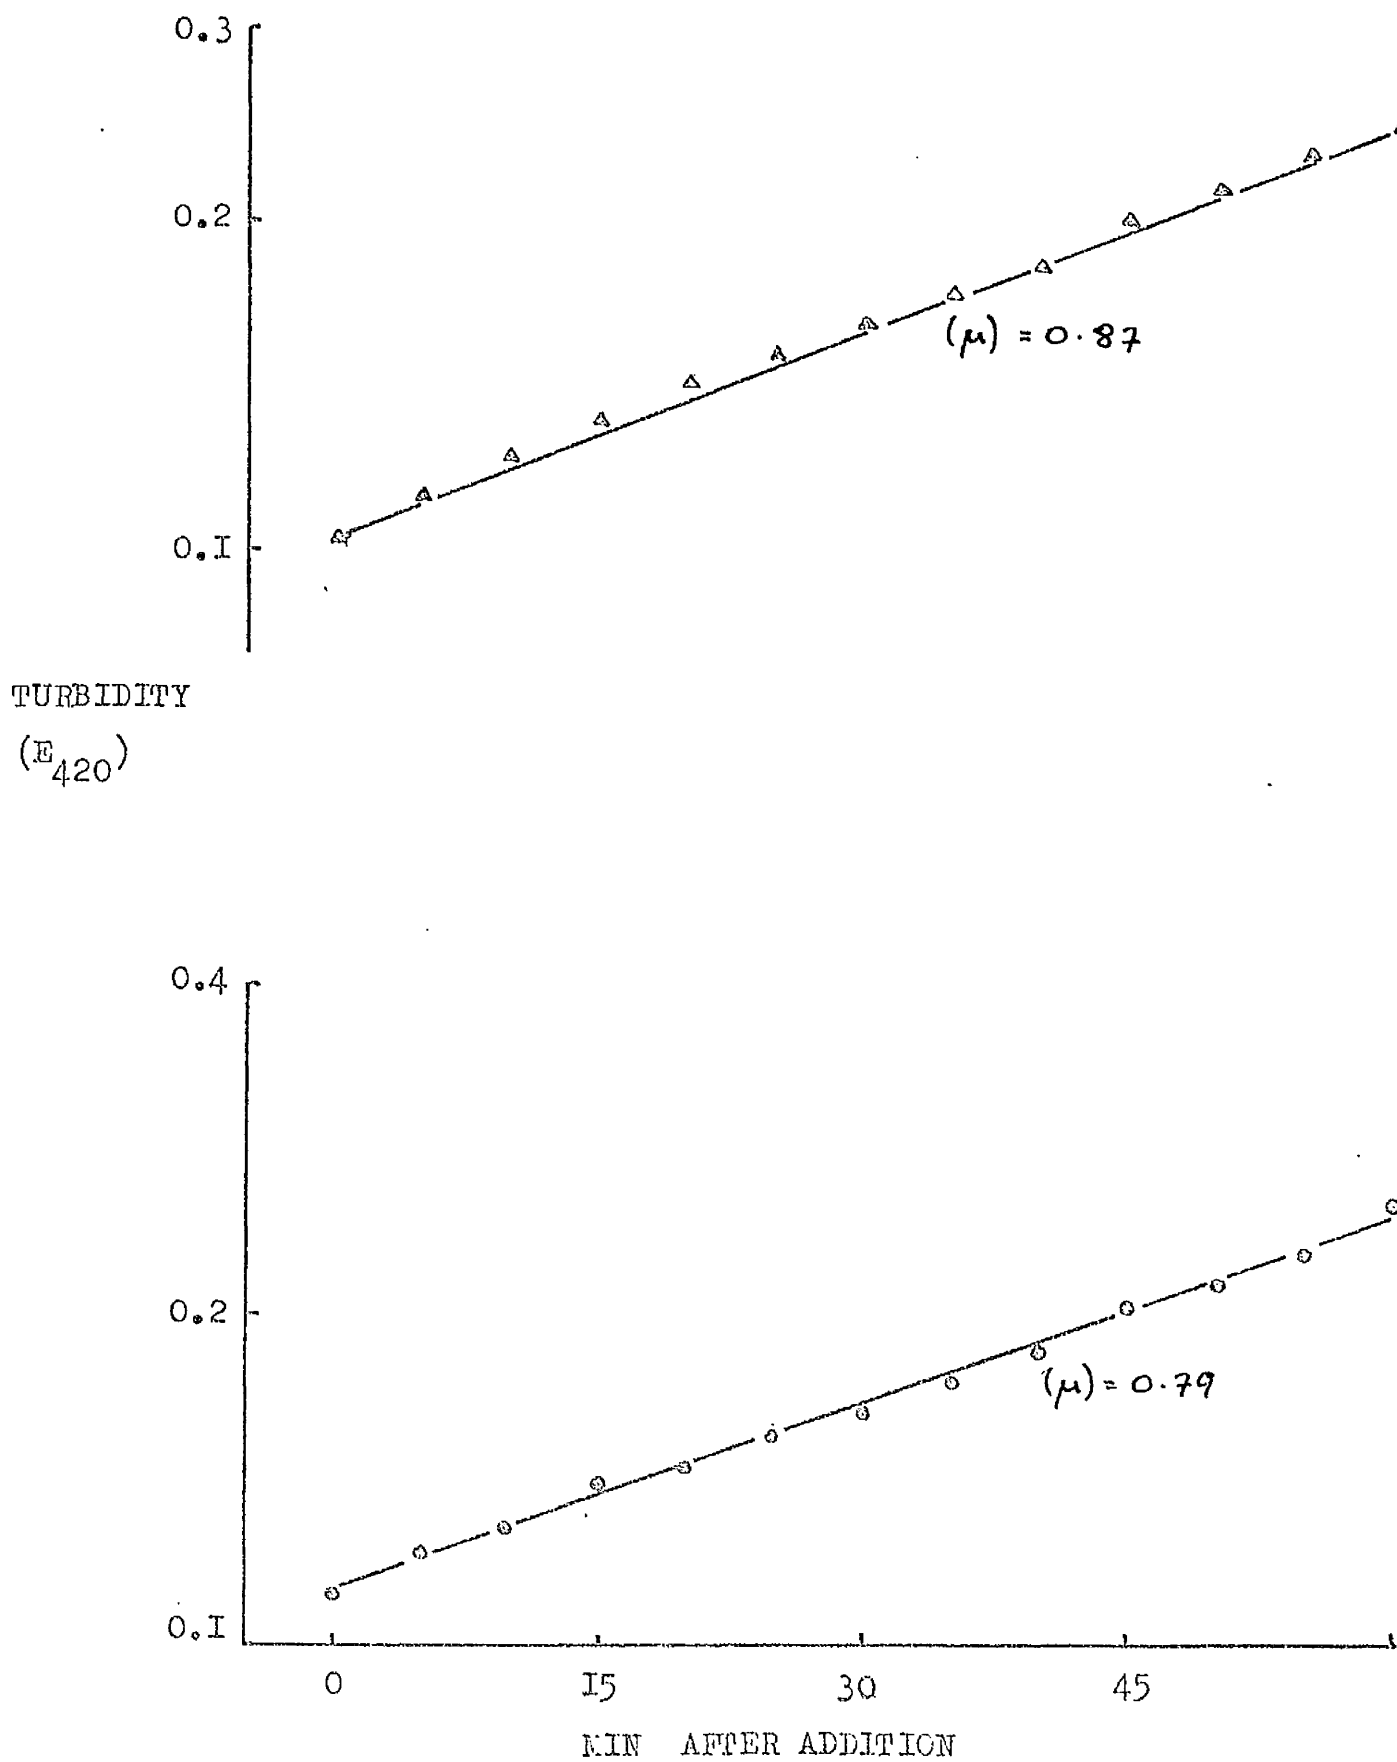 0.3
0.2
(μ) = 0.87
0.I
TURBIDITY
(E420)
0.4
0.2
(μ) = 0.79
0.I
0 I5 30 45
MIN AFTER ADDITION